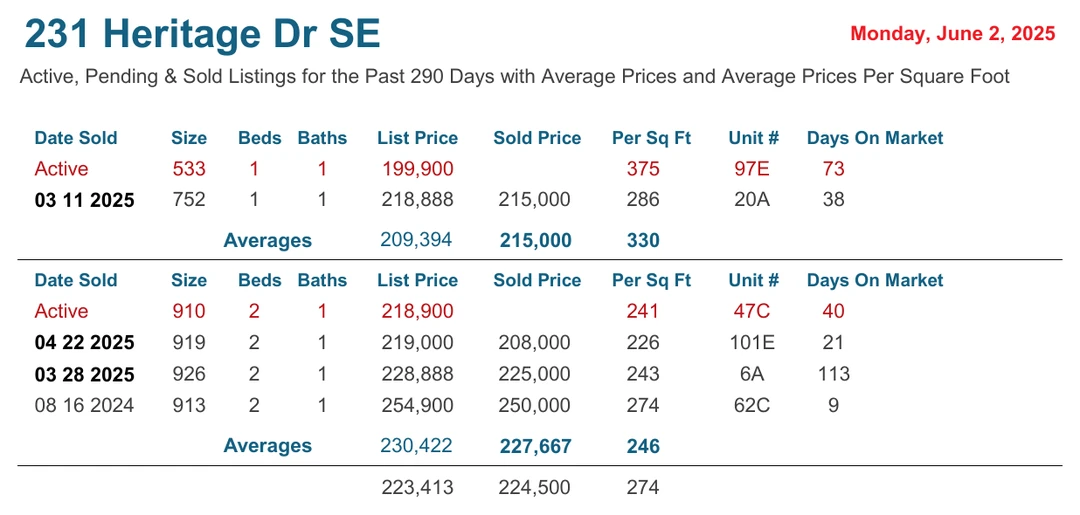 231 Heritage Dr SE
Monday, June 2, 2025
Active, Pending & Sold Listings for the Past 290 Days with Average Prices and Average Prices Per Square Foot
Date Sold Size Beds Baths List Price Sold Price Per Sq Ft Unit # Days On Market
Active 533 1 1 199,900 375 97E 73
03 11 2025 752 1 1 218,888 215,000 286 20A 38
Averages 209,394 215,000 330
Date Sold Size Beds Baths List Price Sold Price Per Sq Ft Unit # Days On Market
Active 910 2 1 218,900 241 47C 40
04 22 2025 919 2 1 219,000 208,000 226 101E 21
03 28 2025 926 2 1 228,888 225,000 243 6A 113
08 16 2024 913 2 1 254,900 250,000 274 62C 9
Averages 230,422 227,667 246
223,413 224,500 274